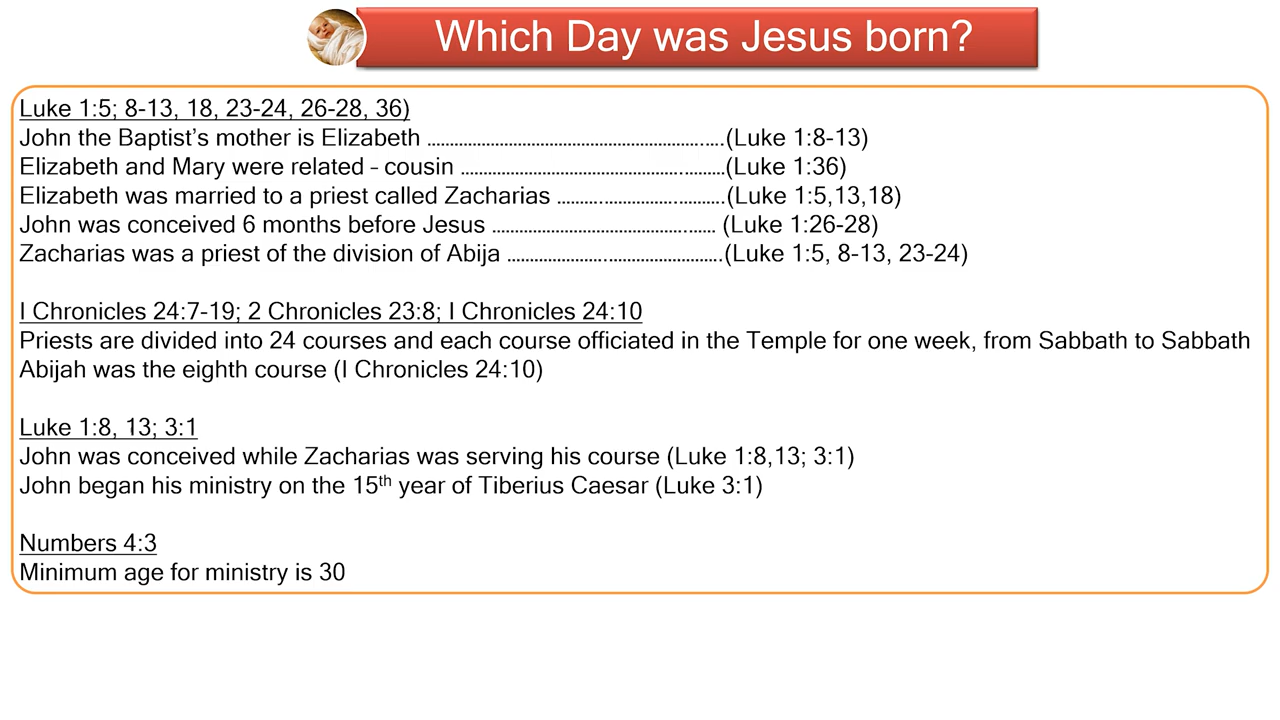 Which Day was Jesus born?
Luke 1:5; 8-13, 18, 23-24, 26-28, 36)
John the Baptist’s mother is Elizabeth ……………………………………………………..….(Luke 1:8-13)
Elizabeth and Mary were related - cousin …………………………………………..………(Luke 1:36)
Elizabeth was married to a priest called Zacharias ………..……………..……….(Luke 1:5,13,18)
John was conceived 6 months before Jesus ……………………………………..…… (Luke 1:26-28)
Zacharias was a priest of the division of Abija …………………..…………………….(Luke 1:5, 8-13, 23-24)
I Chronicles 24:7-19; 2 Chronicles 23:8; I Chronicles 24:10
Priests are divided into 24 courses and each course officiated in the Temple for one week, from Sabbath to Sabbath
Abijah was the eighth course (I Chronicles 24:10)
Luke 1:8, 13; 3:1
John was conceived while Zacharias was serving his course (Luke 1:8,13; 3:1)
John began his ministry on the 15th year of Tiberius Caesar (Luke 3:1)
Numbers 4:3
Minimum age for ministry is 30